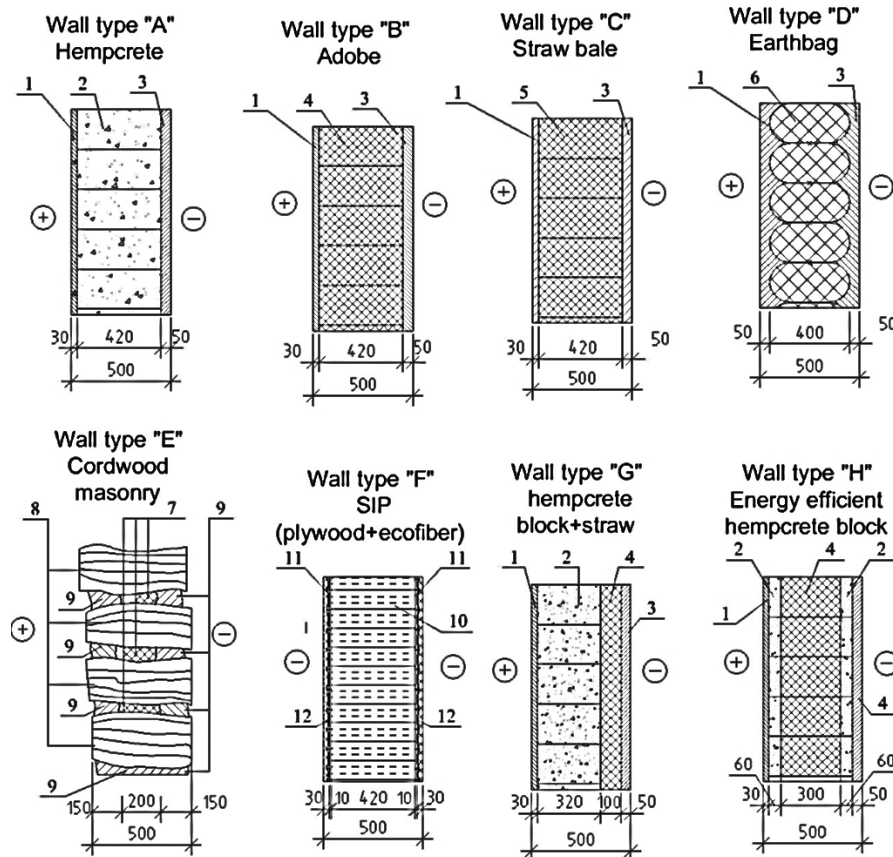 Wall type "A"
Hempcrete
1 2 3
+ −
30 420 50
500
Wall type "B"
Adobe
1 4 3
+ −
30 420 50
500
Wall type "C"
Straw bale
1 5 3
+ −
30 420 50
500
Wall type "D"
Earthbag
1 6 3
+ −
50 400 50
500
Wall type "E"
Cordwood
masonry
8 7 9
9
+ −
9
9
9
150 200 150
500
Wall type "F"
SIP
(plywood+ecofiber)
11 11
10
− −
12 12
30 10 420 10 30
500
Wall type "G"
hempcrete
block+straw
1 2 4
3
+ −
30 320 100 50
500
Wall type "H"
Energy efficient
hempcrete block
2 4 2
1
+ −
4
60 60
30 300 50
500